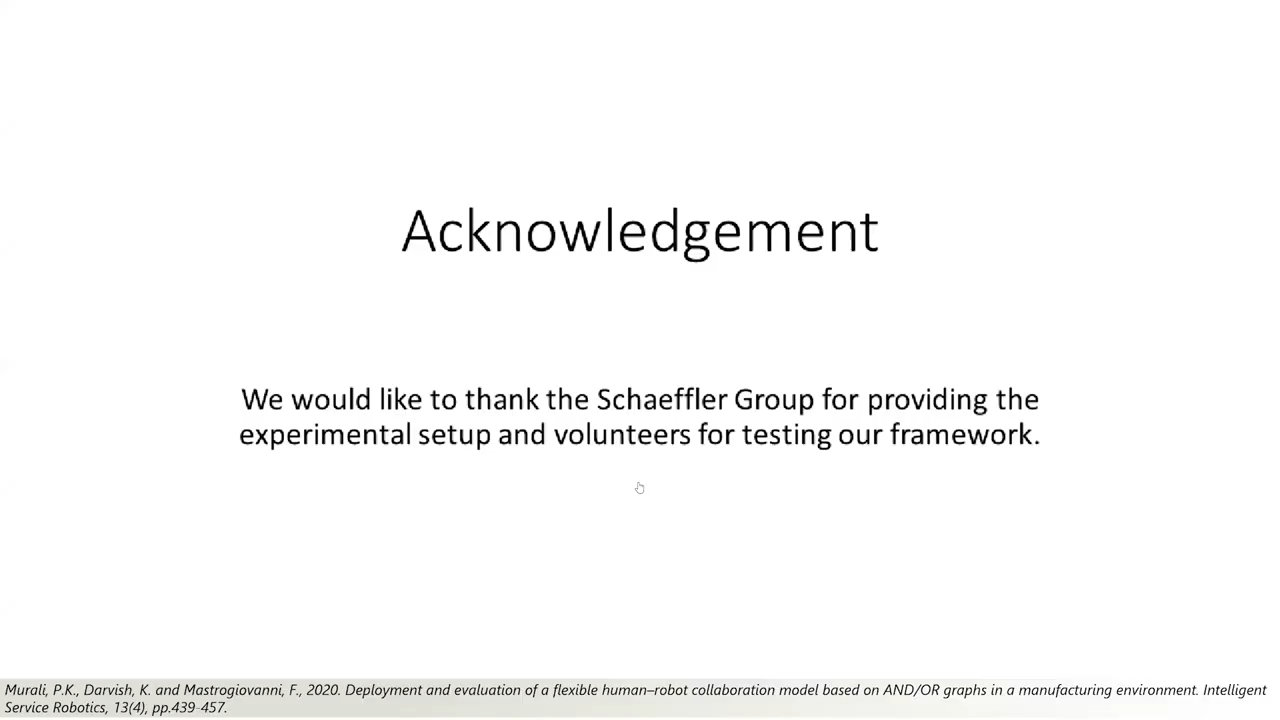 Acknowledgement
We would like to thank the Schaeffler Group for providing the
experimental setup and volunteers for testing our framework.
Murali, P.K., Darvish, K. and Mastrogiovanni, F., 2020. Deployment and evaluation of a flexible human–robot collaboration model based on AND/OR graphs in a manufacturing environment. Intelligent
Service Robotics, 13(4), pp.439-457.